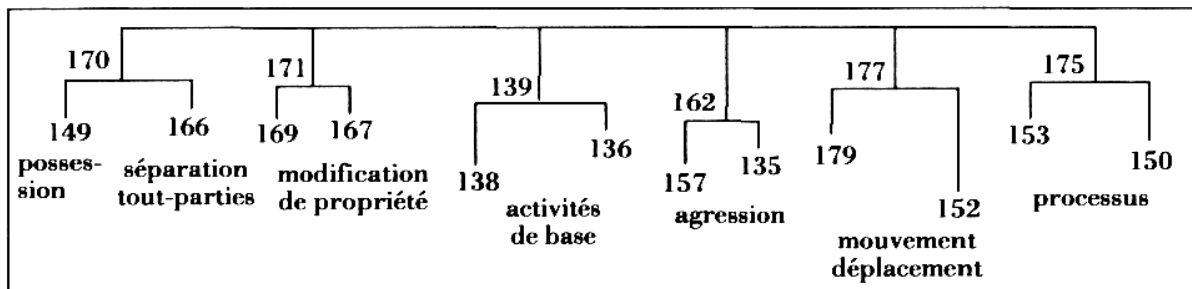 170
171
139
162
177
175
149
166
169
167
138
136
157
135
179
152
153
150
posses-
sion
séparation
tout-parties
modification
de propriété
activités
de base
agression
mouvement
déplacement
processus